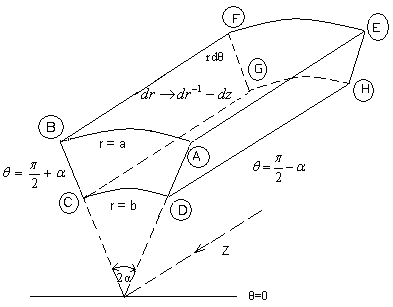 F
E
rdθ
G
dr → dr⁻¹ − dz
H
B
r = a
A
θ = π/2 + α
θ = π/2 − α
C
D
r = b
2α
Z
θ=0